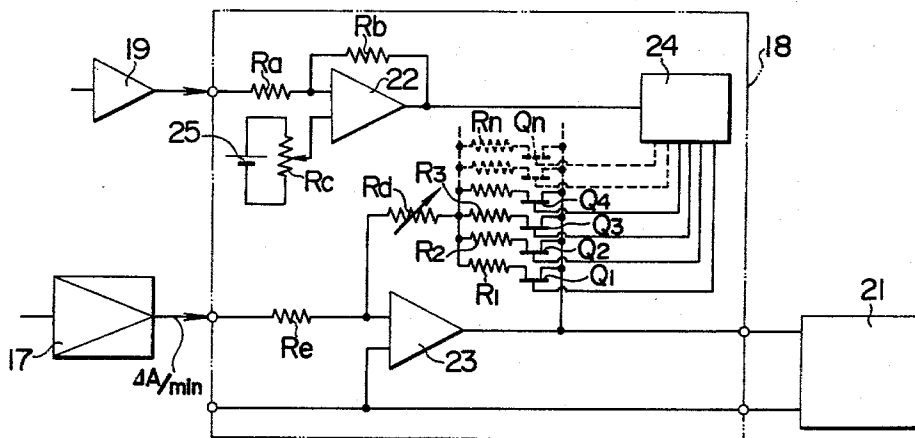 19
Ra
Rb
22
24
18
25
Rc
Rn
Qn
R3
Rd
Q4
Q3
R2
Q2
R1
Q1
17
ΔA/min
Re
23
21